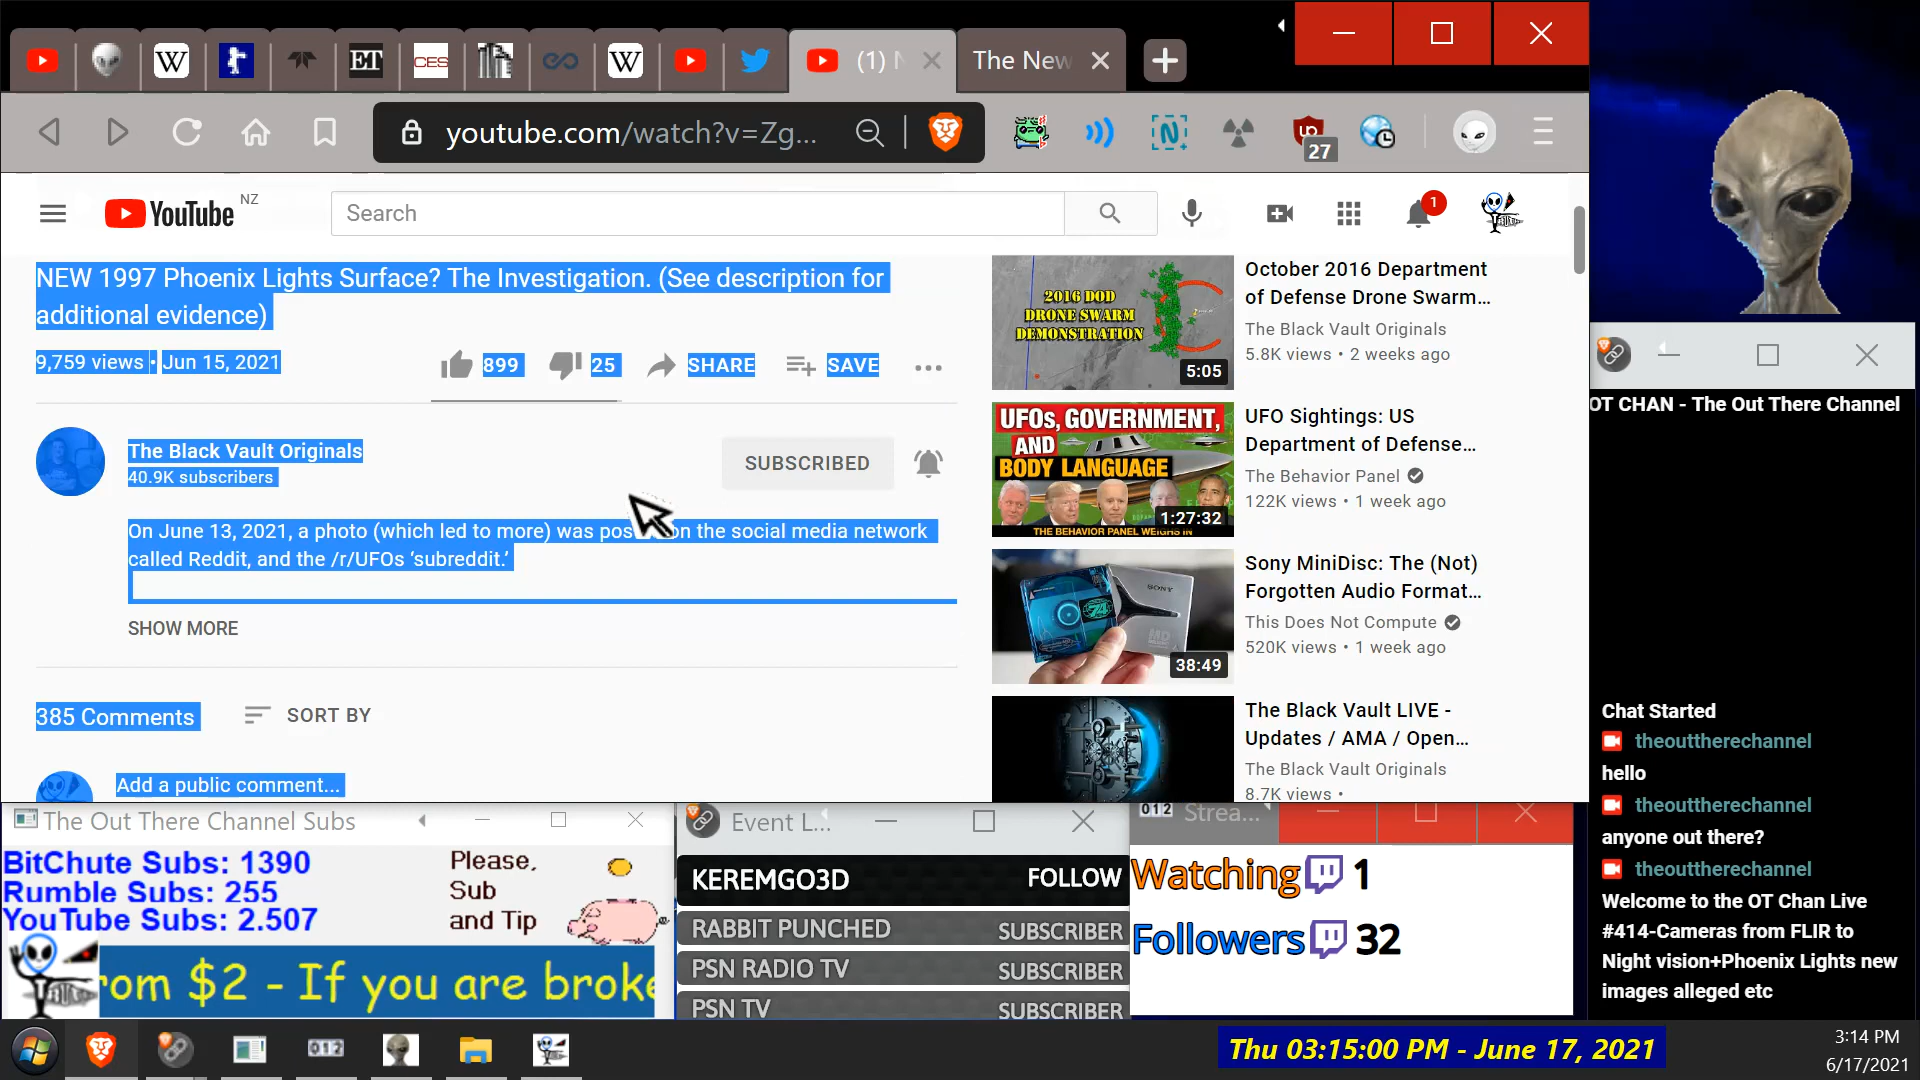 ET
CES
(1) N
The New
youtube.com/watch?v=Zg...
27
YouTube NZ
Search
1
NEW 1997 Phoenix Lights Surface? The Investigation. (See description for
additional evidence)
9,759 views • Jun 15, 2021
899
25
SHARE
SAVE
The Black Vault Originals
40.9K subscribers
SUBSCRIBED
On June 13, 2021, a photo (which led to more) was pos on the social media network
called Reddit, and the /r/UFOs ‘subreddit.’
SHOW MORE
385 Comments
SORT BY
Add a public comment...
2016 DOD
DRONE SWARM
DEMONSTRATION
5:05
October 2016 Department
of Defense Drone Swarm...
The Black Vault Originals
5.8K views • 2 weeks ago
UFOs, GOVERNMENT,
AND
BODY LANGUAGE
1:27:32
THE BEHAVIOR PANEL WEIGHS IN
UFO Sightings: US
Department of Defense...
The Behavior Panel
122K views • 1 week ago
SONY
74
38:49
Sony MiniDisc: The (Not)
Forgotten Audio Format...
This Does Not Compute
520K views • 1 week ago
The Black Vault LIVE -
Updates / AMA / Open...
The Black Vault Originals
8.7K views •
OT CHAN - The Out There Channel
Chat Started
theouttherechannel
hello
theouttherechannel
anyone out there?
theouttherechannel
Welcome to the OT Chan Live
#414-Cameras from FLIR to
Night vision+Phoenix Lights new
images alleged etc
The Out There Channel Subs
BitChute Subs: 1390
Rumble Subs: 255
YouTube Subs: 2.507
Please,
Sub
and Tip
rom $2 - If you are broke
Event L...
KEREMGO3D FOLLOW
RABBIT PUNCHED SUBSCRIBER
PSN RADIO TV SUBSCRIBER
PSN TV SUBSCRIBER
012
Strea...
Watching 1
Followers 32
012
Thu 03:15:00 PM - June 17, 2021
3:14 PM
6/17/2021